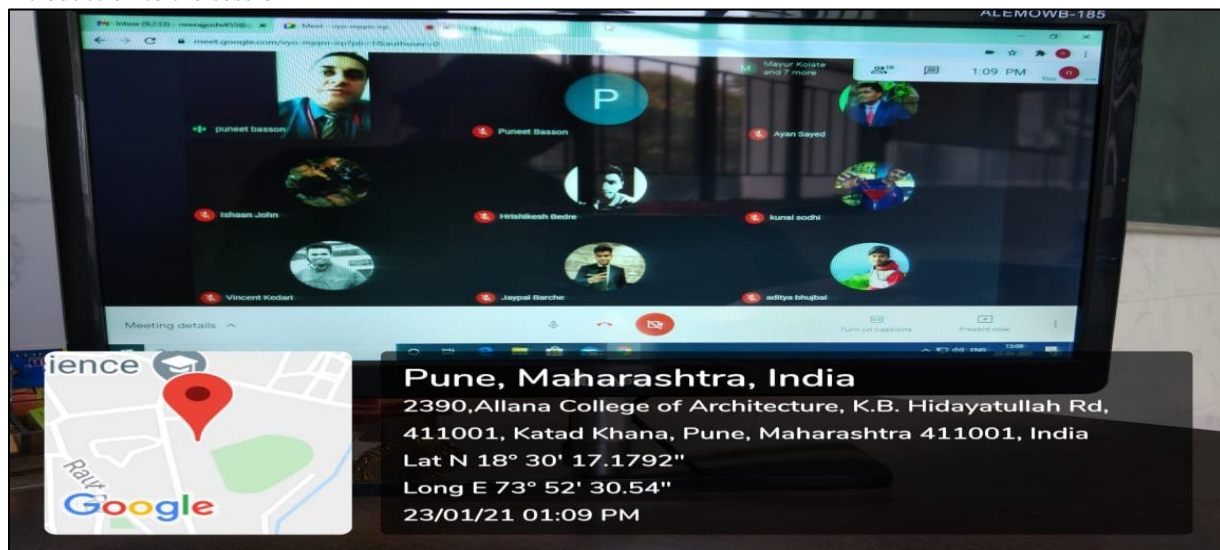 ALEMOWB-185
meet.google.com/
puneet basson
Puneet Basson
Mayur Kolate
and 7 more
1:09 PM
You
Ayan Sayed
Ishaan John
Hrishikesh Bedre
kunal sodhi
Vincent Kedari
Jaypal Barche
aditya bhujbal
Meeting details
Turn on captions
Present now
ENG
13:09
ience
Google
Pune, Maharashtra, India
2390,Allana College of Architecture, K.B. Hidayatullah Rd,
411001, Katad Khana, Pune, Maharashtra 411001, India
Lat N 18° 30' 17.1792"
Long E 73° 52' 30.54"
23/01/21 01:09 PM